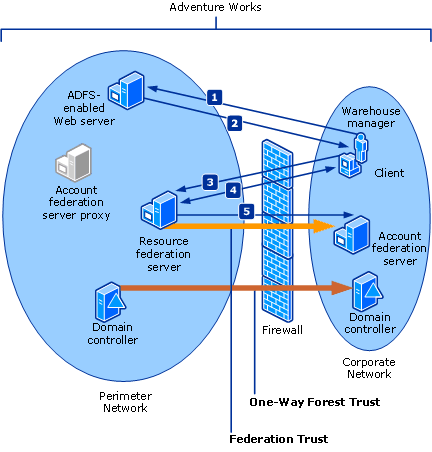 Adventure Works
ADFS-
enabled
Web server
1
2
Warehouse
manager
Client
3
4
5
Account
federation
server proxy
Resource
federation
server
Account
federation
server
Domain
controller
Firewall
Domain
controller
Perimeter
Network
Corporate
Network
One-Way Forest Trust
Federation Trust